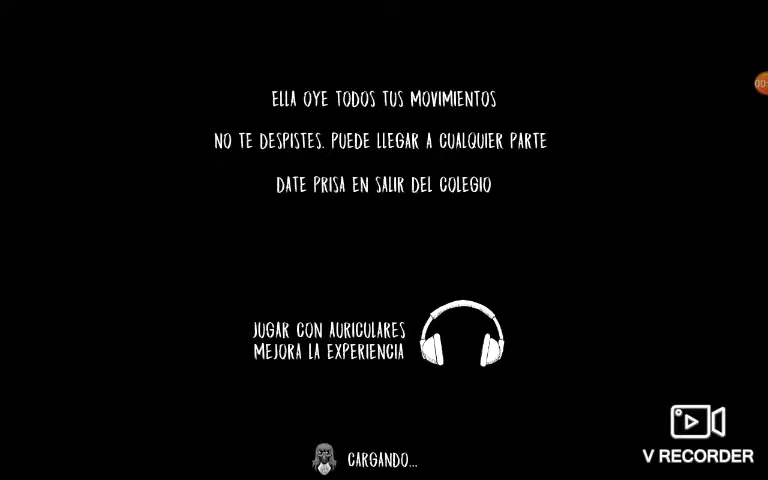 ELLA OYE TODOS TUS MOVIMIENTOS
NO TE DESPISTES. PUEDE LLEGAR A CUALQUIER PARTE
DATE PRISA EN SALIR DEL COLEGIO
JUGAR CON AURICULARES
MEJORA LA EXPERIENCIA
CARGANDO...
V RECORDER